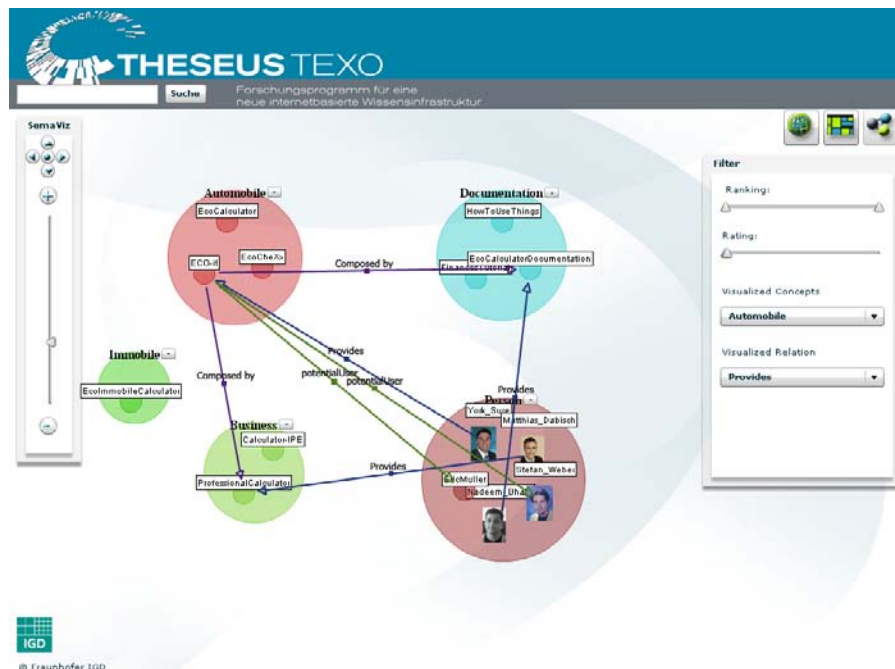 THESEUS TEXO
Suche
Forschungsprogramm für eine
neue internetbasierte Wissensinfrastruktur
SemaViz
Filter
Ranking:
Rating:
Visualized Concepts
Automobile
Visualized Relation
Provides
Automobile
EcoCalculator
EcoCheXs
ECO-it
Documentation
HowToUseThings
EcoCalculatorDocumentation
Composed by
Provides
potentialUser
potentialUser
Immobile
EcoImmobileCalculator
Composed by
Business
Calculator-IPE
ProfessionalCalculator
Provides
Provides
Person
York_Sure
Matthias_Dabisch
Stefan_Weber
IGD
© Fraunhofer IGD